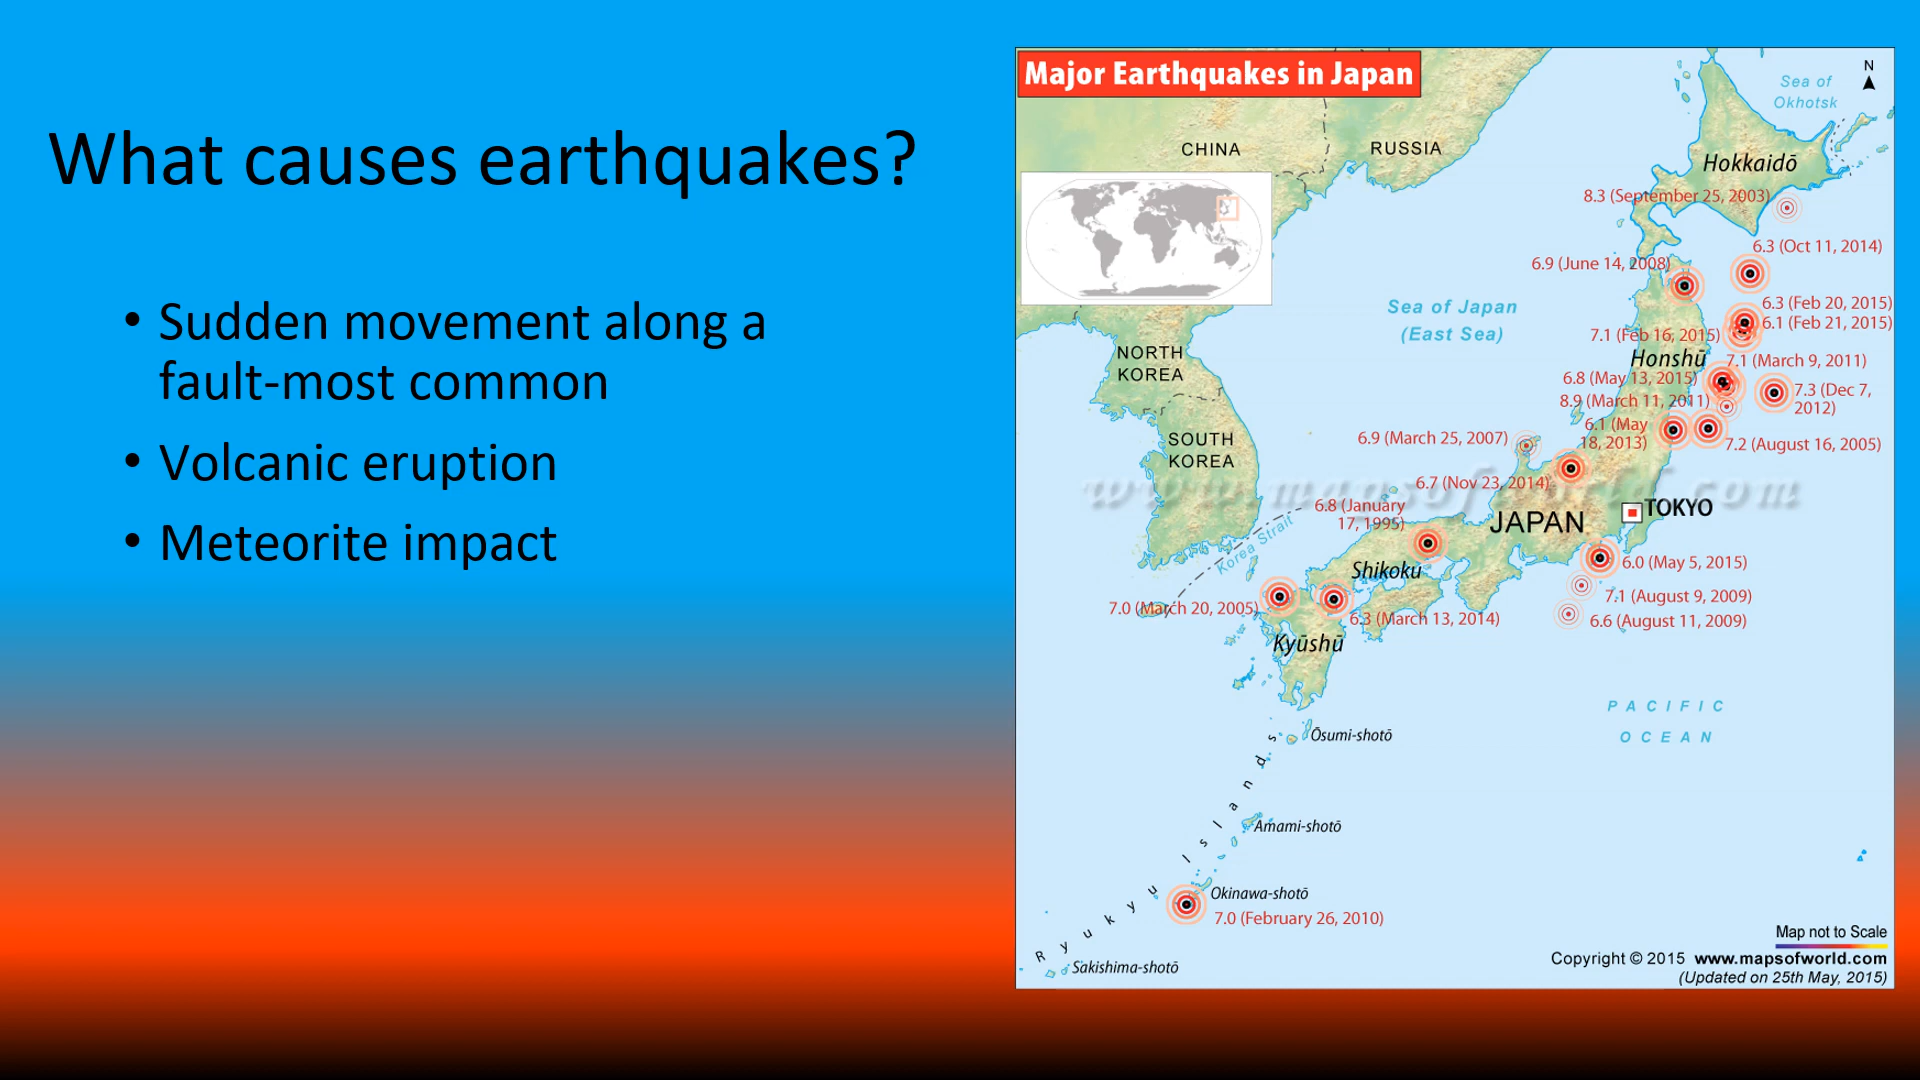 What causes earthquakes?
• Sudden movement along a
fault-most common
• Volcanic eruption
• Meteorite impact
Major Earthquakes in Japan
N
Sea of
Okhotsk
CHINA
RUSSIA
Hokkaidō
8.3 (September 25, 2003)
6.3 (Oct 11, 2014)
6.9 (June 14, 2008)
6.3 (Feb 20, 2015)
6.1 (Feb 21, 2015)
Sea of Japan
(East Sea)
7.1 (Feb 16, 2015)
NORTH
KOREA
Honshū
7.1 (March 9, 2011)
6.8 (May 13, 2015)
7.3 (Dec 7,
2012)
8.9 (March 11, 2011)
6.1 (May
18, 2013)
7.2 (August 16, 2005)
SOUTH
KOREA
6.9 (March 25, 2007)
6.7 (Nov 23, 2014)
www.mapsofworld.com
6.8 (January
17, 1995)
JAPAN
TOKYO
Korea Strait
Shikoku
6.0 (May 5, 2015)
7.1 (August 9, 2009)
7.0 (March 20, 2005)
6.3 (March 13, 2014)
6.6 (August 11, 2009)
Kyūshū
PACIFIC
OCEAN
Ōsumi-shotō
Ryukyu Islands
Amami-shotō
Okinawa-shotō
7.0 (February 26, 2010)
Sakishima-shotō
Map not to Scale
Copyright © 2015 www.mapsofworld.com
(Updated on 25th May, 2015)